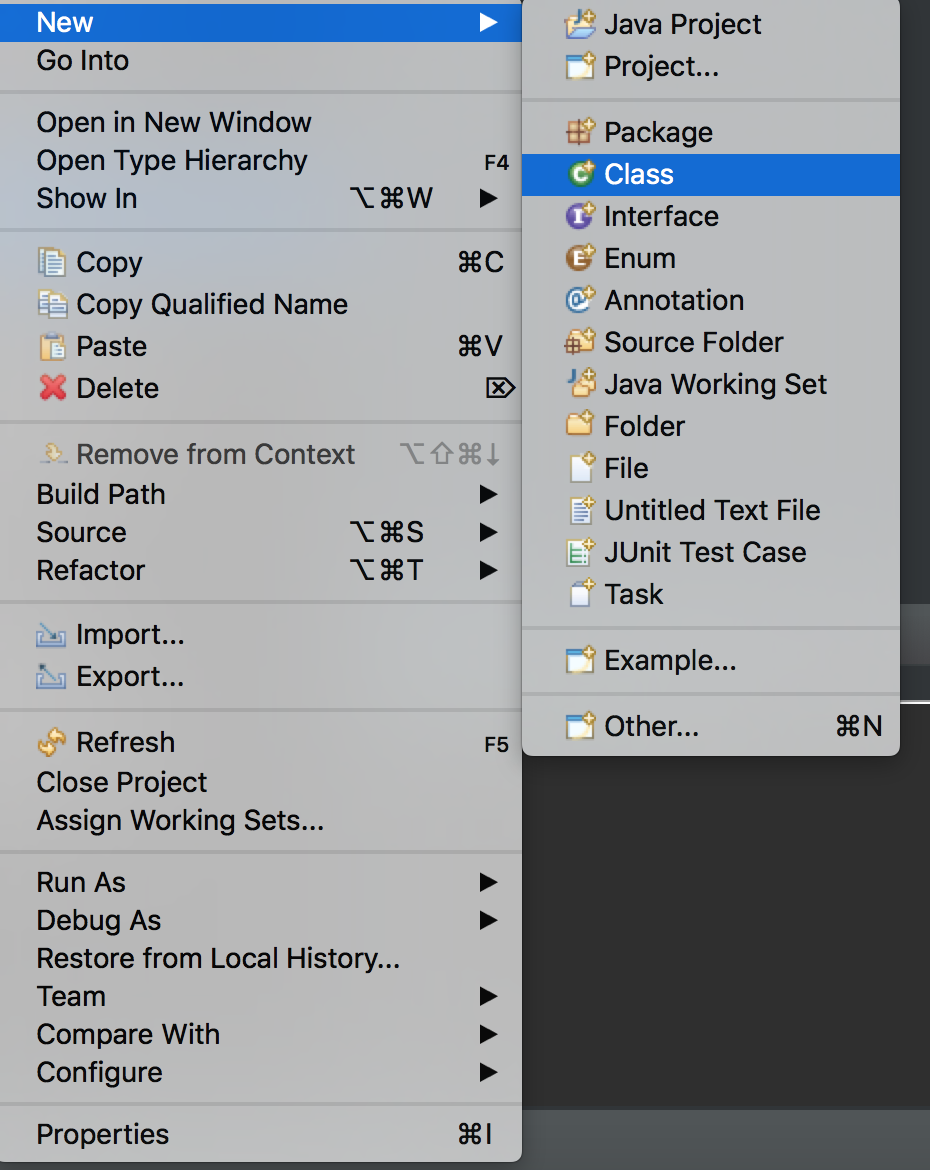 New
Go Into
Open in New Window
Open Type Hierarchy F4
Show In ⌥⌘W
Copy ⌘C
Copy Qualified Name
Paste ⌘V
Delete ⌦
Remove from Context ⌥⇧⌘↓
Build Path
Source ⌥⌘S
Refactor ⌥⌘T
Import...
Export...
Refresh F5
Close Project
Assign Working Sets...
Run As
Debug As
Restore from Local History...
Team
Compare With
Configure
Properties ⌘I
Java Project
Project...
Package
Class
Interface
Enum
Annotation
Source Folder
Java Working Set
Folder
File
Untitled Text File
JUnit Test Case
Task
Example...
Other... ⌘N